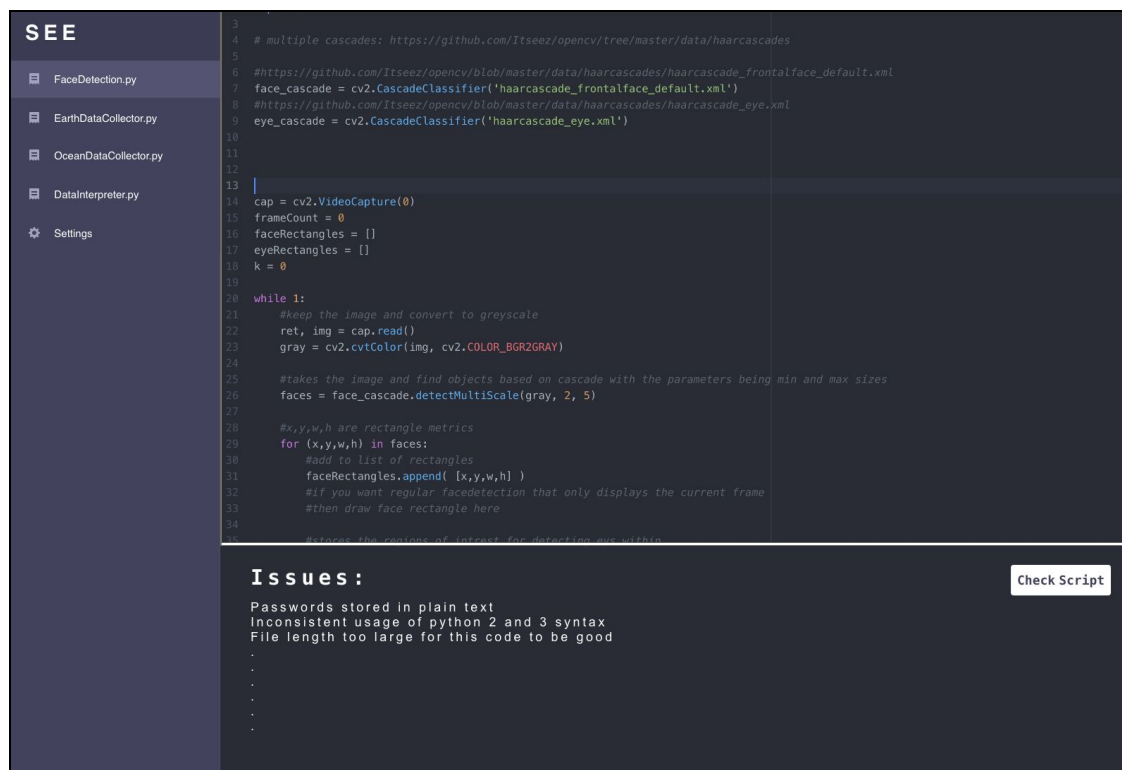 SEE
FaceDetection.py
EarthDataCollector.py
OceanDataCollector.py
DataInterpreter.py
Settings
3
4 # multiple cascades: https://github.com/Itseez/opencv/tree/master/data/haarcascades
5
6 #https://github.com/Itseez/opencv/blob/master/data/haarcascades/haarcascade_frontalface_default.xml
7 face_cascade = cv2.CascadeClassifier('haarcascade_frontalface_default.xml')
8 #https://github.com/Itseez/opencv/blob/master/data/haarcascades/haarcascade_eye.xml
9 eye_cascade = cv2.CascadeClassifier('haarcascade_eye.xml')
10
11
12
13
14 cap = cv2.VideoCapture(0)
15 frameCount = 0
16 faceRectangles = []
17 eyeRectangles = []
18 k = 0
19
20 while 1:
21 #keep the image and convert to greyscale
22 ret, img = cap.read()
23 gray = cv2.cvtColor(img, cv2.COLOR_BGR2GRAY)
24
25 #takes the image and find objects based on cascade with the parameters being min and max sizes
26 faces = face_cascade.detectMultiScale(gray, 2, 5)
27
28 #x,y,w,h are rectangle metrics
29 for (x,y,w,h) in faces:
30 #add to list of rectangles
31 faceRectangles.append( [x,y,w,h] )
32 #if you want regular facedetection that only displays the current frame
33 #then draw face rectangle here
34
35 #stores the regions of intrest for detecting eys within
Issues:
Check Script
Passwords stored in plain text
Inconsistent usage of python 2 and 3 syntax
File length too large for this code to be good
.
.
.
.
.
.